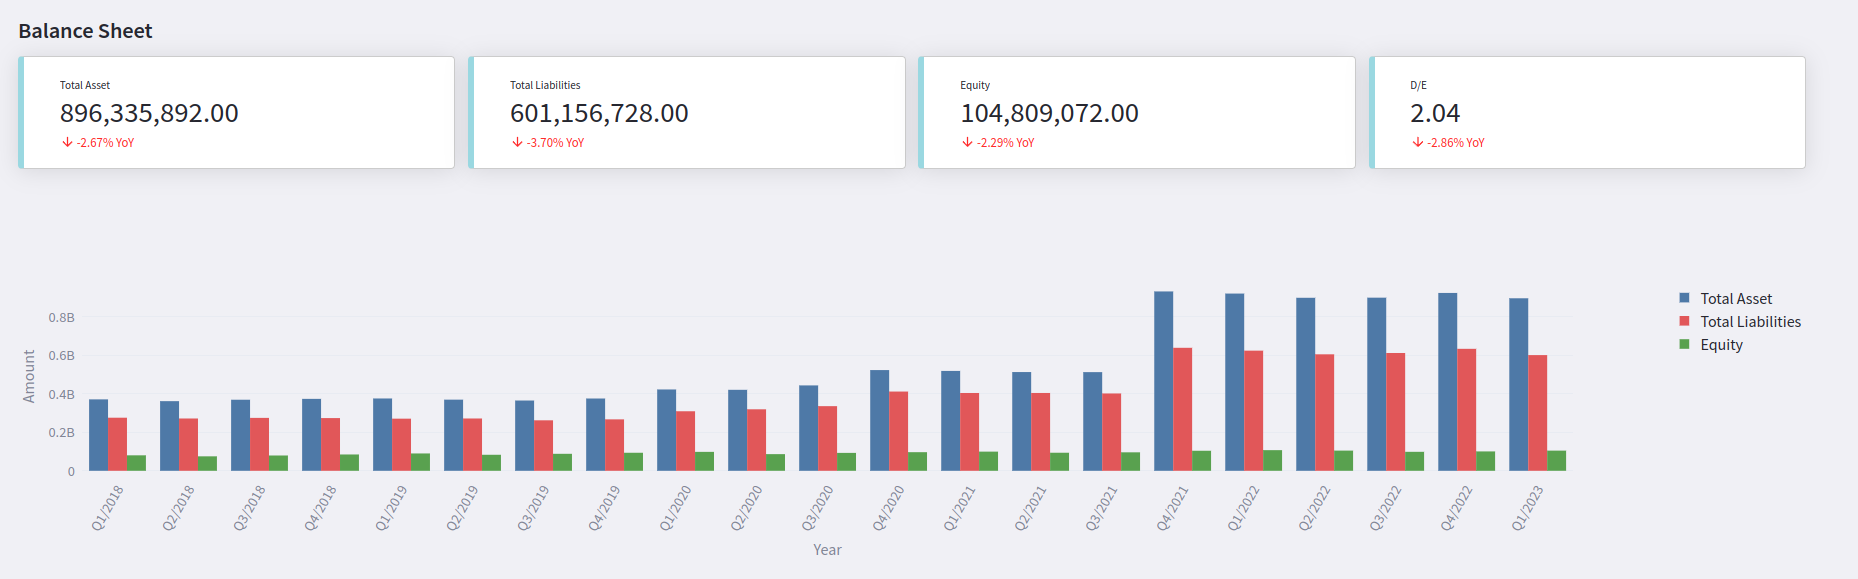 Balance Sheet
Total Asset
896,335,892.00
-2.67% YoY
Total Liabilities
601,156,728.00
-3.70% YoY
Equity
104,809,072.00
-2.29% YoY
D/E
2.04
-2.86% YoY
Total Asset
Total Liabilities
Equity
Amount
0.8B
0.6B
0.4B
0.2B
0
Q1/2018
Q2/2018
Q3/2018
Q4/2018
Q1/2019
Q2/2019
Q3/2019
Q4/2019
Q1/2020
Q2/2020
Q3/2020
Q4/2020
Q1/2021
Q2/2021
Q3/2021
Q4/2021
Q1/2022
Q2/2022
Q3/2022
Q4/2022
Q1/2023
Year